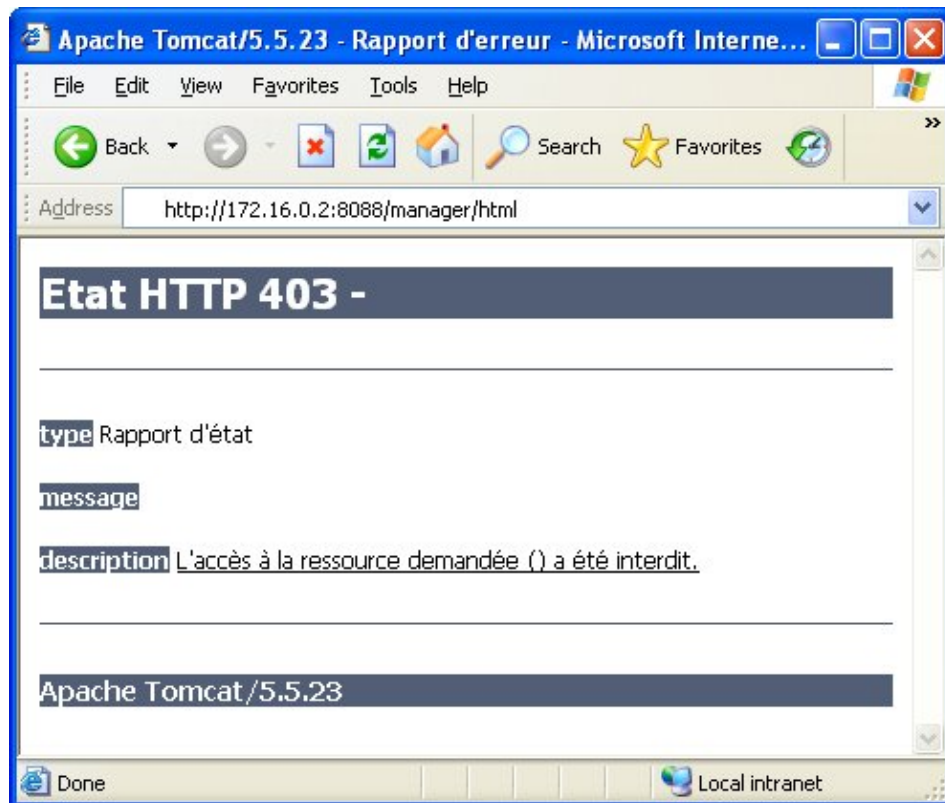 Apache Tomcat/5.5.23 - Rapport d'erreur - Microsoft Interne...
File Edit View Favorites Tools Help
Back Search Favorites »
Address http://172.16.0.2:8088/manager/html
Etat HTTP 403 -
type Rapport d'état
message
description L'accès à la ressource demandée () a été interdit.
Apache Tomcat/5.5.23
Done Local intranet